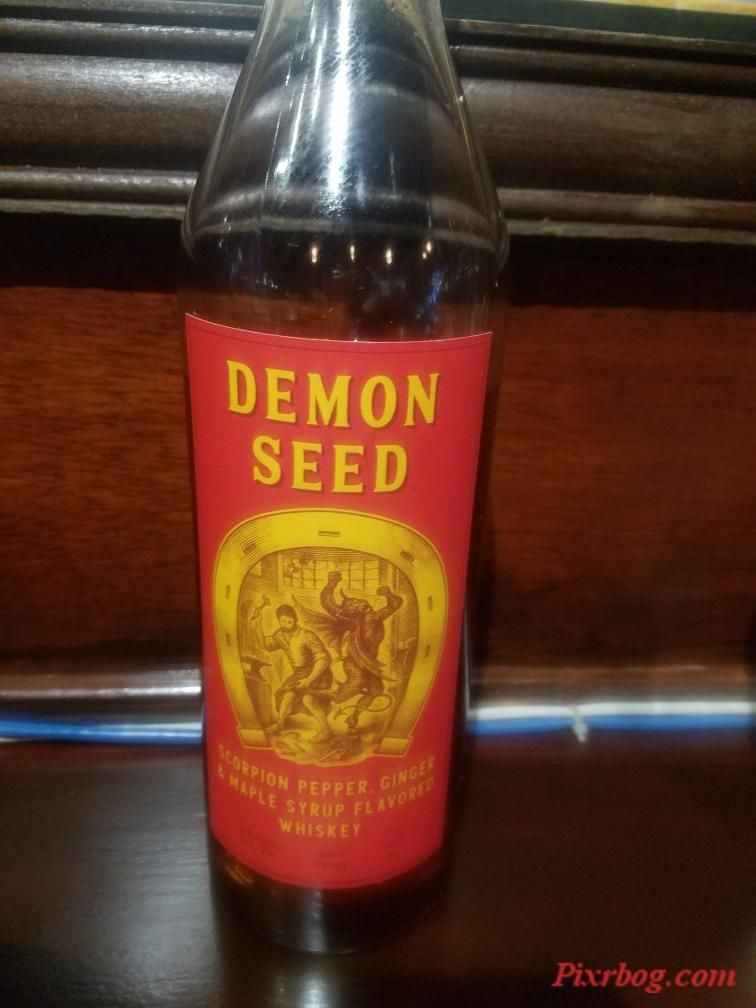 DEMON
SEED
SCORPION PEPPER, GINGER
& MAPLE SYRUP FLAVORED
WHISKEY
Pixrbog.com